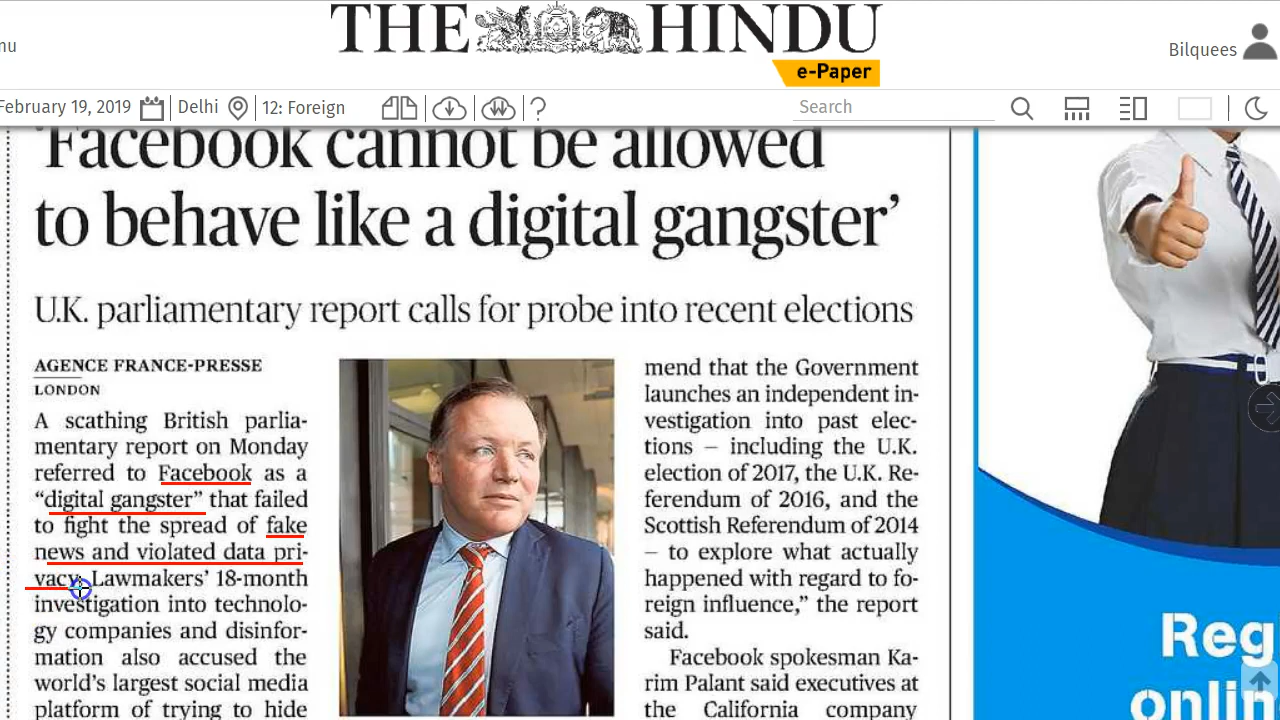 THE HINDU
e-Paper
nu
Bilquees
February 19, 2019
Delhi
12: Foreign
?
Search
'Facebook cannot be allowed
to behave like a digital gangster’
U.K. parliamentary report calls for probe into recent elections
AGENCE FRANCE-PRESSE
LONDON
A scathing British parlia-
mentary report on Monday
referred to Facebook as a
“digital gangster” that failed
to fight the spread of fake
news and violated data pri-
vacy. Lawmakers’ 18-month
investigation into technolo-
gy companies and disinfor-
mation also accused the
world’s largest social media
platform of trying to hide
mend that the Government
launches an independent in-
vestigation into past elec-
tions – including the U.K.
election of 2017, the U.K. Re-
ferendum of 2016, and the
Scottish Referendum of 2014
– to explore what actually
happened with regard to fo-
reign influence,” the report
said.
Facebook spokesman Ka-
rim Palant said executives at
the California company
Reg
onlin